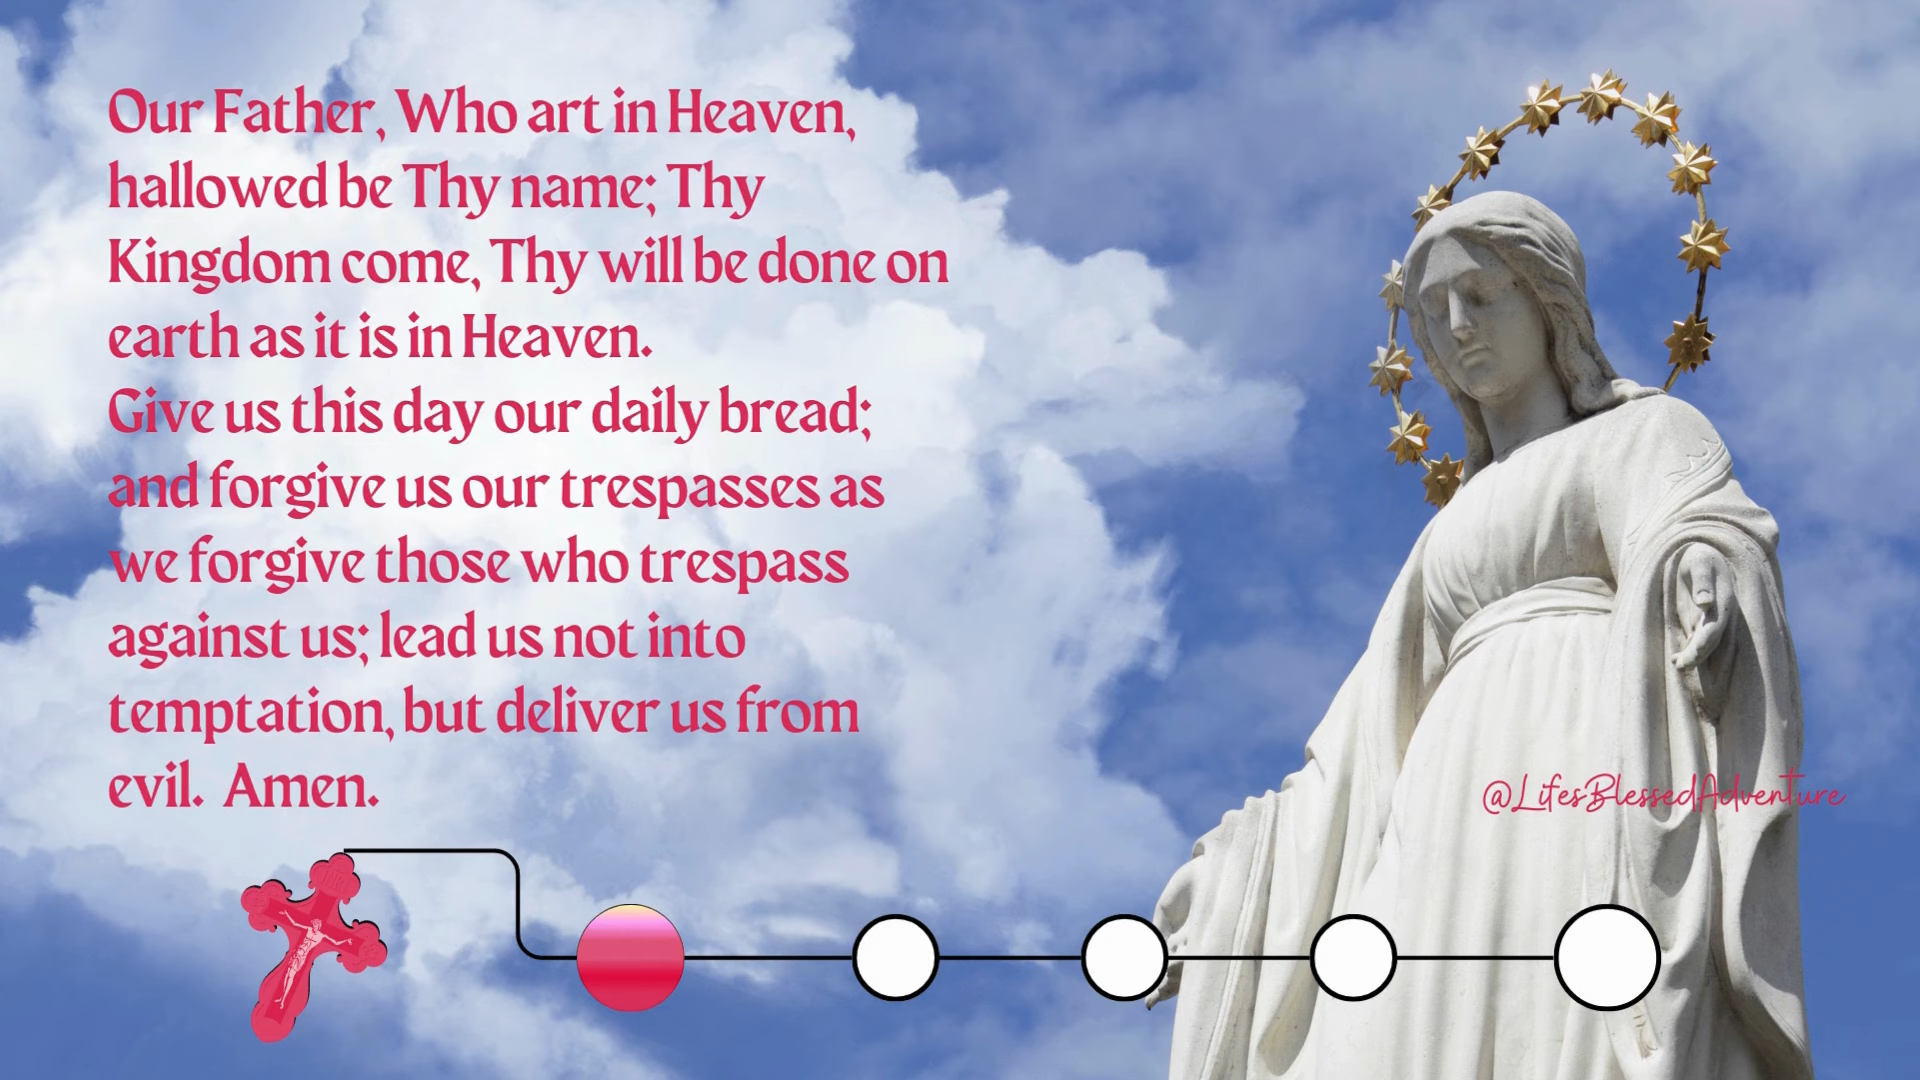 Our Father, Who art in Heaven,
hallowed be Thy name; Thy
Kingdom come, Thy will be done on
earth as it is in Heaven.
Give us this day our daily bread;
and forgive us our trespasses as
we forgive those who trespass
against us; lead us not into
temptation, but deliver us from
evil. Amen.
@LifesBlessedAdventure